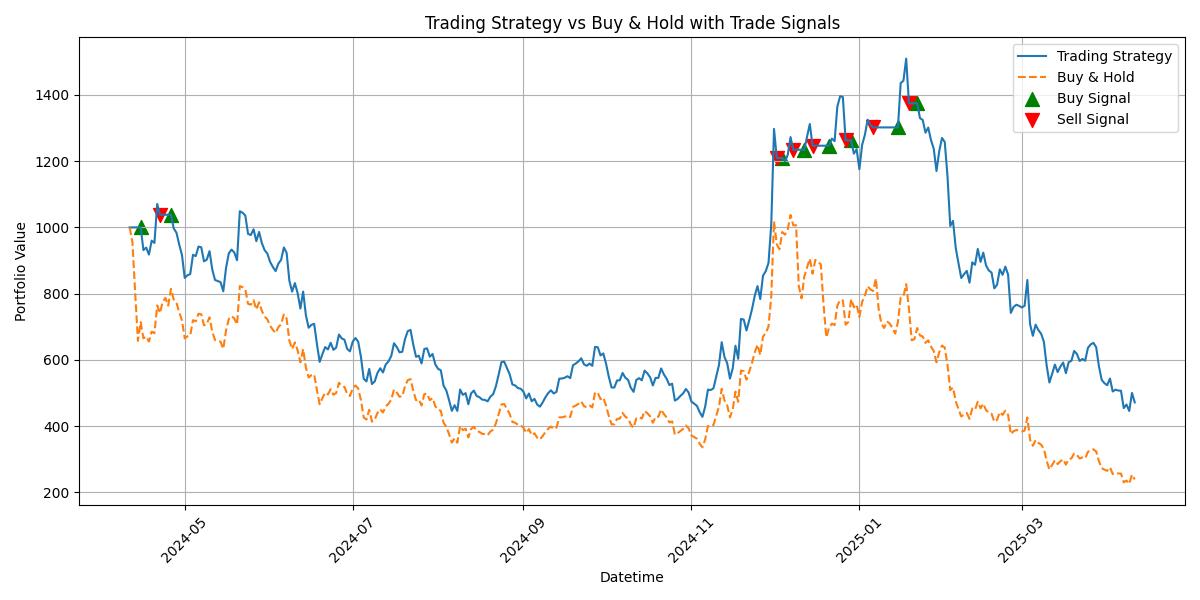 Trading Strategy vs Buy & Hold with Trade Signals
Trading Strategy
Buy & Hold
Buy Signal
Sell Signal
Portfolio Value
1400
1200
1000
800
600
400
200
2024-05
2024-07
2024-09
2024-11
2025-01
2025-03
Datetime